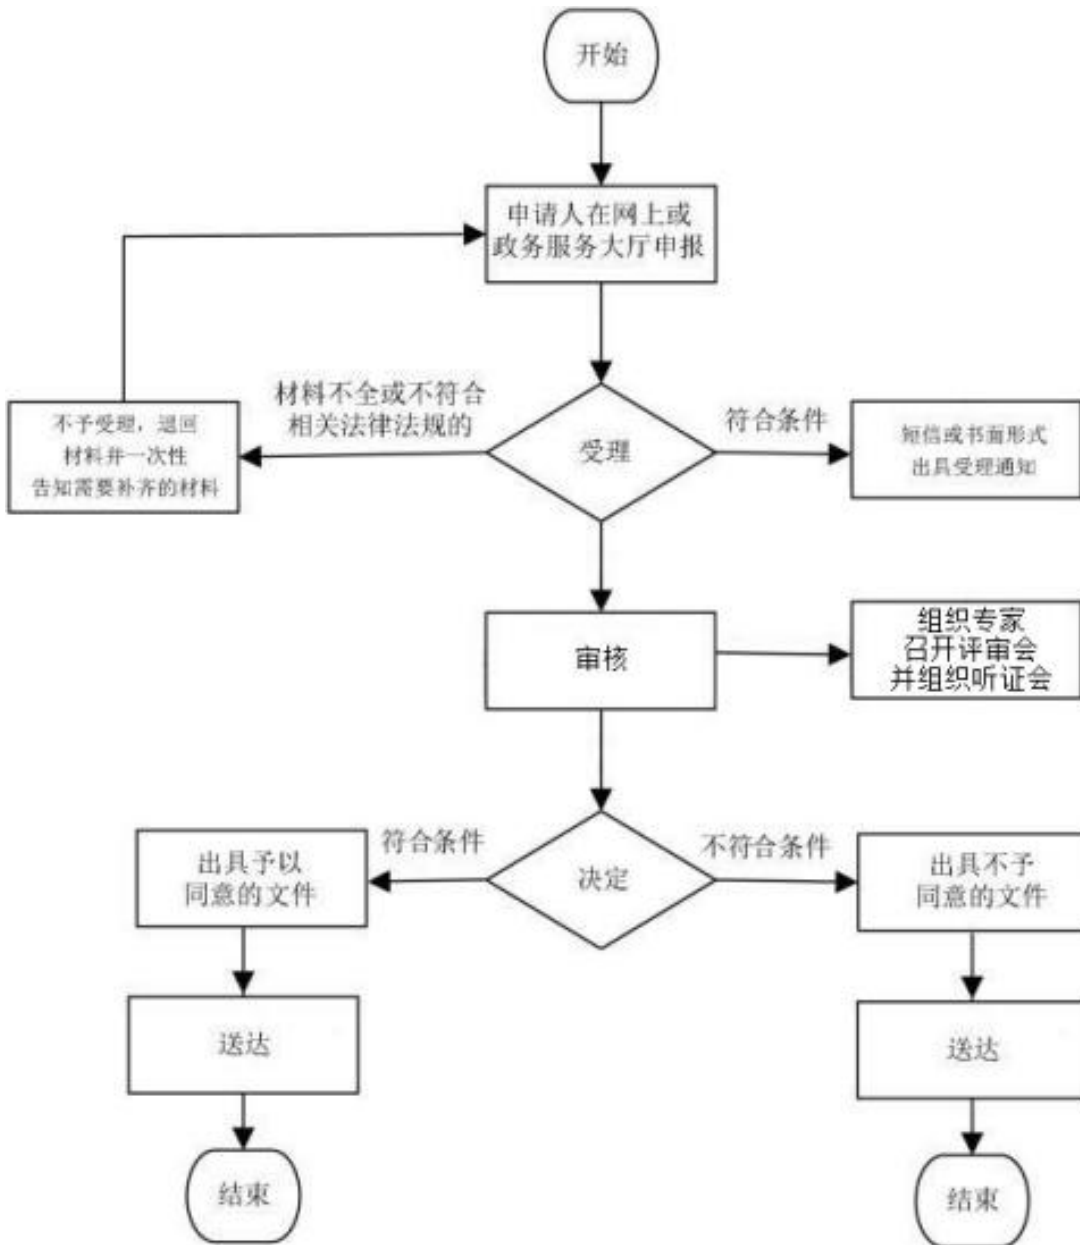 开始
申请人在网上或
政务服务大厅申报
材料不全或不符合
相关法律法规的
不予受理，退回
材料并一次性
告知需要补齐的材料
受理
符合条件
短信或书面形式
出具受理通知
审核
组织专家
召开评审会
并组织听证会
符合条件
决定
不符合条件
出具予以
同意的文件
出具不予
同意的文件
送达
送达
结束
结束